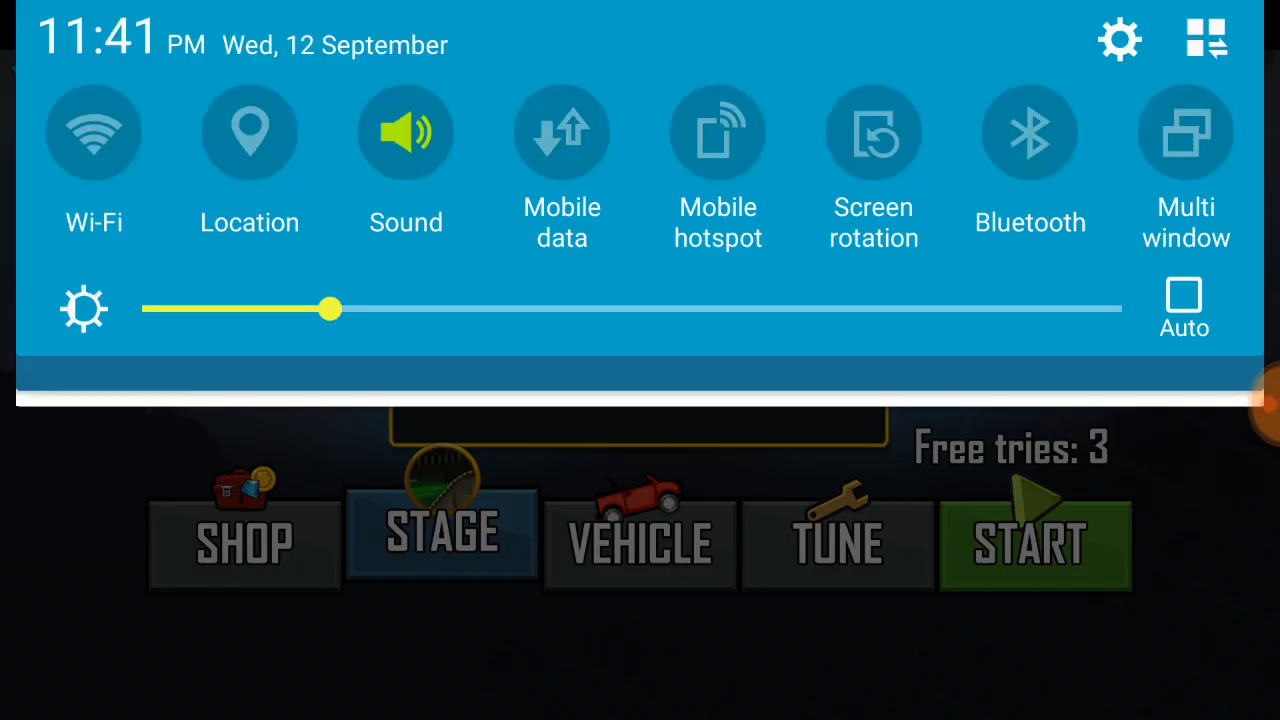 11:41 PM Wed, 12 September
Wi-Fi
Location
Sound
Mobile
data
Mobile
hotspot
Screen
rotation
Bluetooth
Multi
window
Auto
Free tries: 3
SHOP
STAGE
VEHICLE
TUNE
START